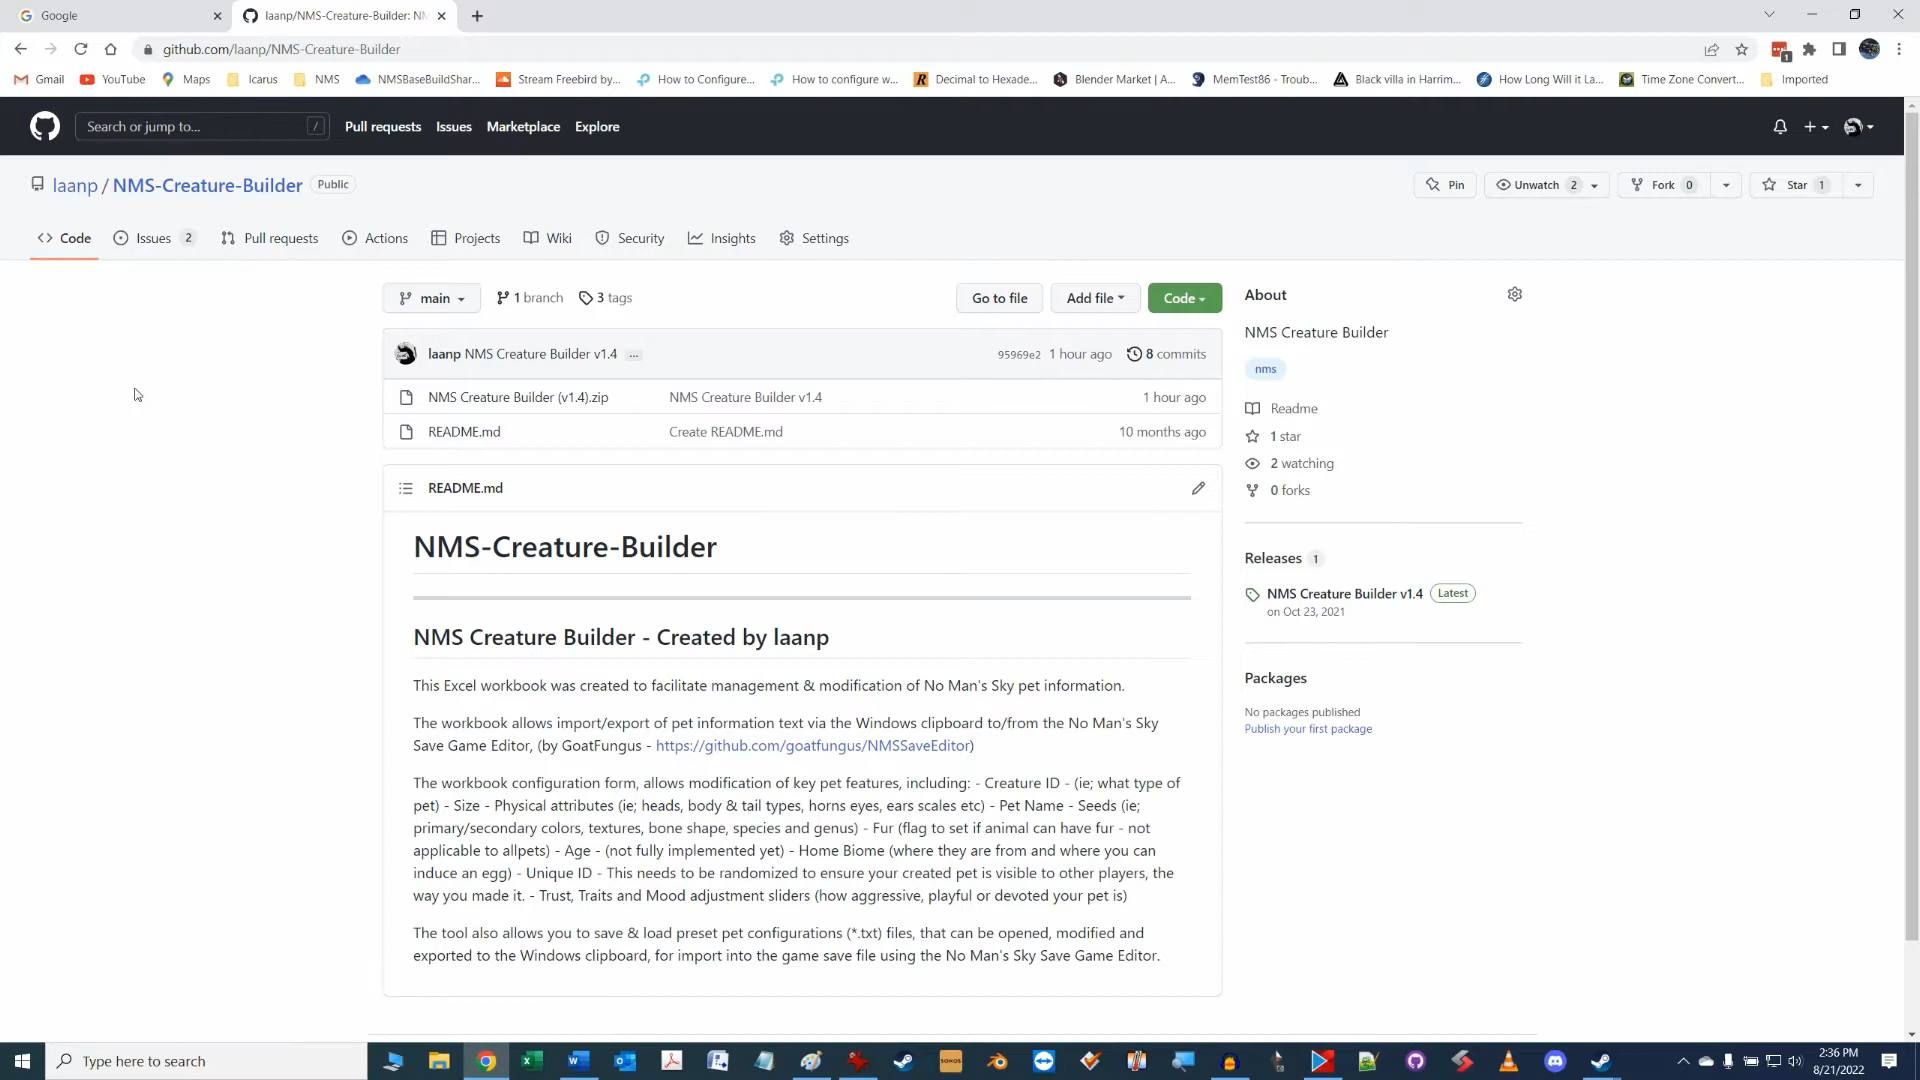 Google
laanp/NMS-Creature-Builder: NM
github.com/laanp/NMS-Creature-Builder
Gmail
YouTube
Maps
Icarus
NMS
NMSBaseBuildShar...
Stream Freebird by...
How to Configure...
How to configure w...
Decimal to Hexade...
Blender Market | A...
MemTest86 - Troub...
Black villa in Harrim...
How Long Will it La...
Time Zone Convert...
Imported
Search or jump to... /
Pull requests
Issues
Marketplace
Explore
laanp / NMS-Creature-Builder Public
Pin
Unwatch 2
Fork 0
Star 1
Code
Issues 2
Pull requests
Actions
Projects
Wiki
Security
Insights
Settings
main
1 branch
3 tags
Go to file
Add file
Code
laanp NMS Creature Builder v1.4 ...
95969e2 1 hour ago
8 commits
NMS Creature Builder (v1.4).zip
NMS Creature Builder v1.4
1 hour ago
README.md
Create README.md
10 months ago
README.md
NMS-Creature-Builder
NMS Creature Builder - Created by laanp
This Excel workbook was created to facilitate management & modification of No Man's Sky pet information.
The workbook allows import/export of pet information text via the Windows clipboard to/from the No Man's Sky
Save Game Editor, (by GoatFungus - https://github.com/goatfungus/NMSSaveEditor)
The workbook configuration form, allows modification of key pet features, including: - Creature ID - (ie; what type of
pet) - Size - Physical attributes (ie; heads, body & tail types, horns eyes, ears scales etc) - Pet Name - Seeds (ie;
primary/secondary colors, textures, bone shape, species and genus) - Fur (flag to set if animal can have fur - not
applicable to allpets) - Age - (not fully implemented yet) - Home Biome (where they are from and where you can
induce an egg) - Unique ID - This needs to be randomized to ensure your created pet is visible to other players, the
way you made it. - Trust, Traits and Mood adjustment sliders (how aggressive, playful or devoted your pet is)
The tool also allows you to save & load preset pet configurations (*.txt) files, that can be opened, modified and
exported to the Windows clipboard, for import into the game save file using the No Man's Sky Save Game Editor.
About
NMS Creature Builder
nms
Readme
1 star
2 watching
0 forks
Releases 1
NMS Creature Builder v1.4 Latest
on Oct 23, 2021
Packages
No packages published
Publish your first package
Type here to search
SONOS
2:36 PM
8/21/2022